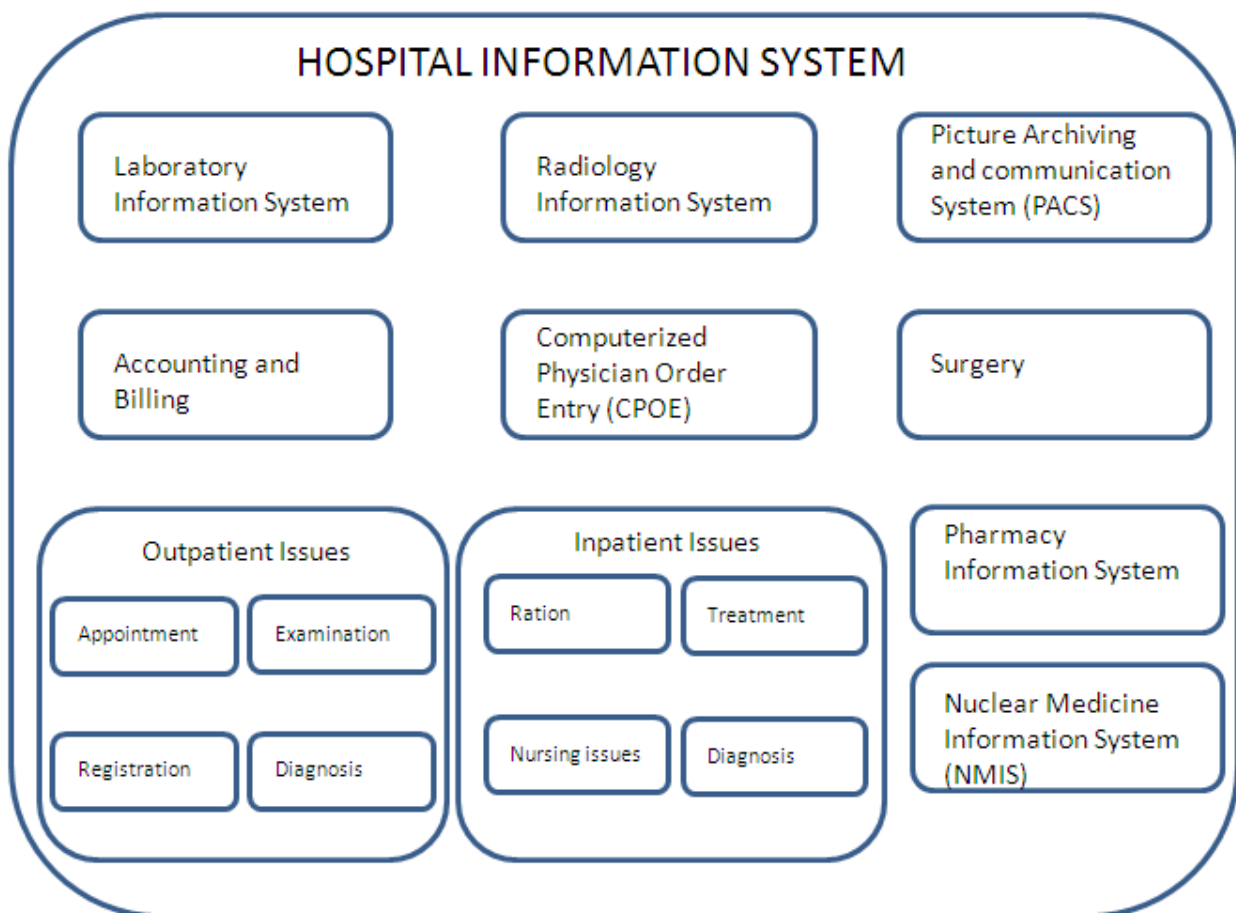 HOSPITAL INFORMATION SYSTEM
Laboratory
Information System
Radiology
Information System
Picture Archiving
and communication
System (PACS)
Accounting and
Billing
Computerized
Physician Order
Entry (CPOE)
Surgery
Outpatient Issues
Appointment
Examination
Registration
Diagnosis
Inpatient Issues
Ration
Treatment
Nursing issues
Diagnosis
Pharmacy
Information System
Nuclear Medicine
Information System
(NMIS)